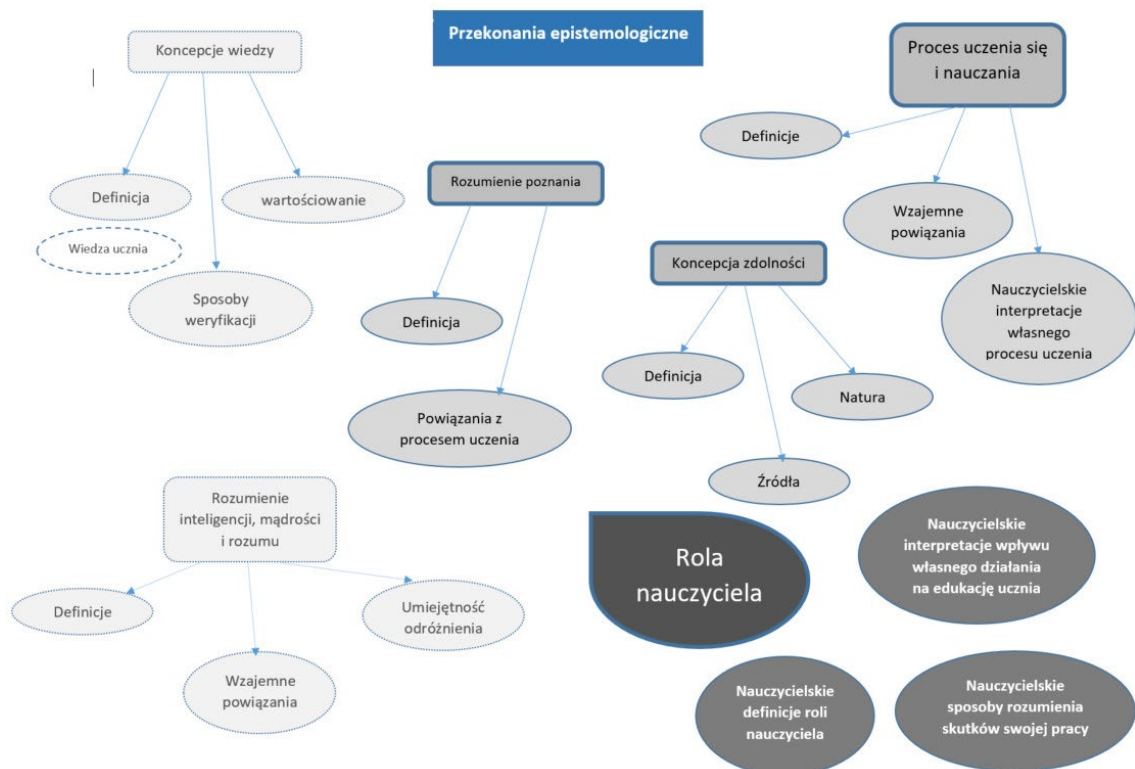 Przekonania epistemologiczne
Koncepcje wiedzy
Definicja
Wiedza ucznia
wartościowanie
Sposoby
weryfikacji
Rozumienie poznania
Definicja
Powiązania z
procesem uczenia
Proces uczenia się
i nauczania
Definicje
Wzajemne
powiązania
Nauczycielskie
interpretacje
własnego
procesu uczenia
Koncepcja zdolności
Definicja
Natura
Źródła
Rozumienie
inteligencji, mądrości
i rozumu
Definicje
Umiejętność
odróżnienia
Wzajemne
powiązania
Rola
nauczyciela
Nauczycielskie
interpretacje wpływu
własnego działania
na edukację ucznia
Nauczycielskie
definicje roli
nauczyciela
Nauczycielskie
sposoby rozumienia
skutków swojej pracy